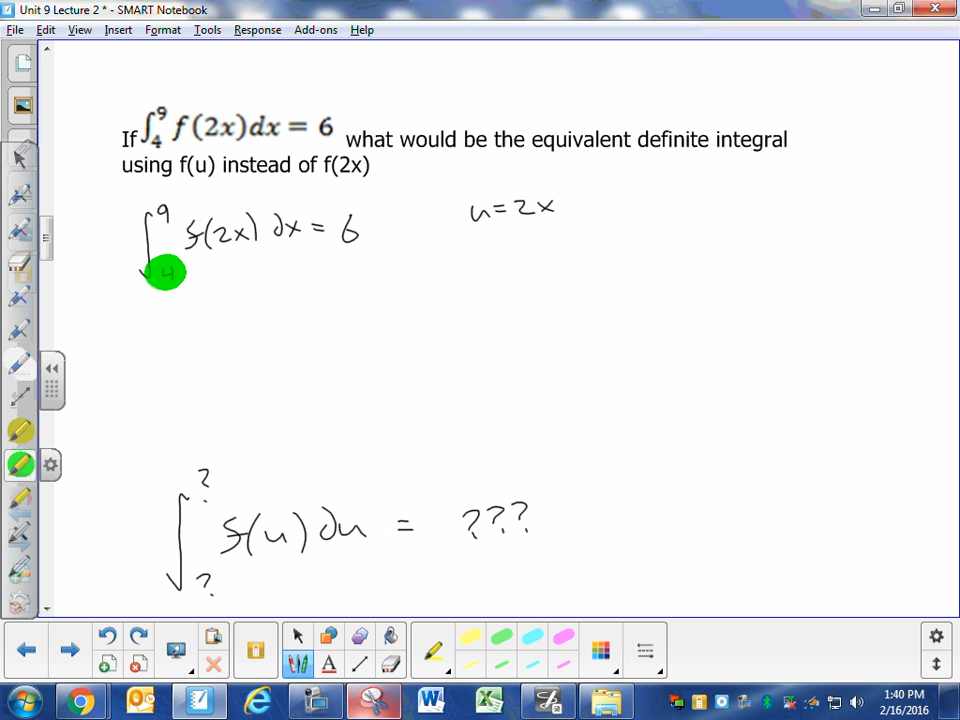 Unit 9 Lecture 2 * - SMART Notebook
File Edit View Insert Format Tools Response Add-ons Help
If ∫₄⁹ f(2x)dx = 6 what would be the equivalent definite integral
using f(u) instead of f(2x)
∫₄⁹ f(2x) dx = 6
u = 2x
∫ ? ? f(u) du = ???
1:40 PM
2/16/2016